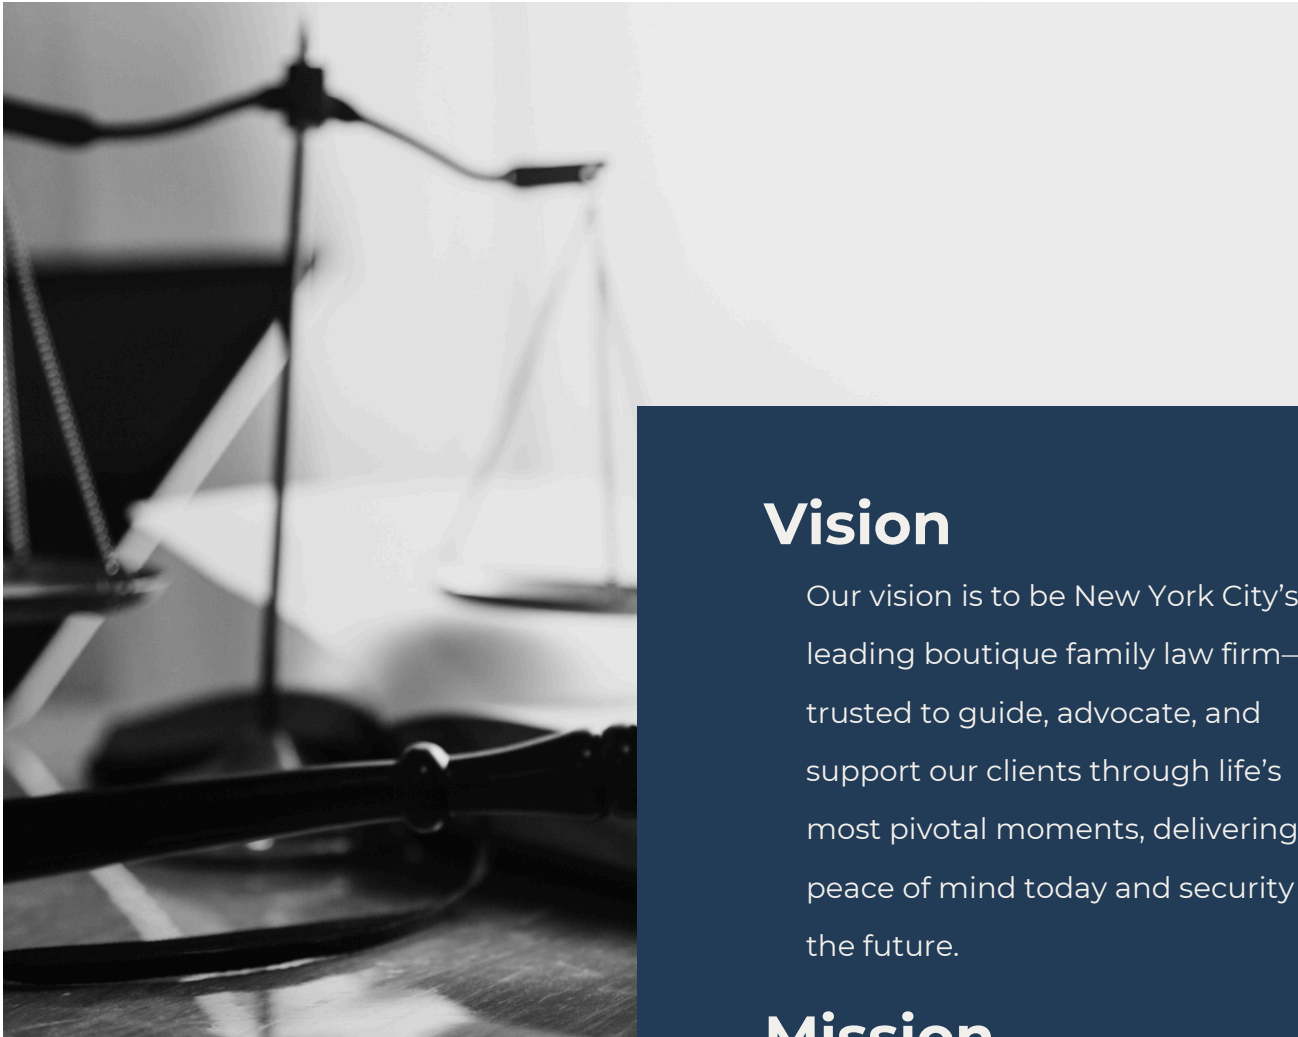 Vision
Our vision is to be New York City’s
leading boutique family law firm—
trusted to guide, advocate, and
support our clients through life’s
most pivotal moments, delivering
peace of mind today and security
the future.
Mission